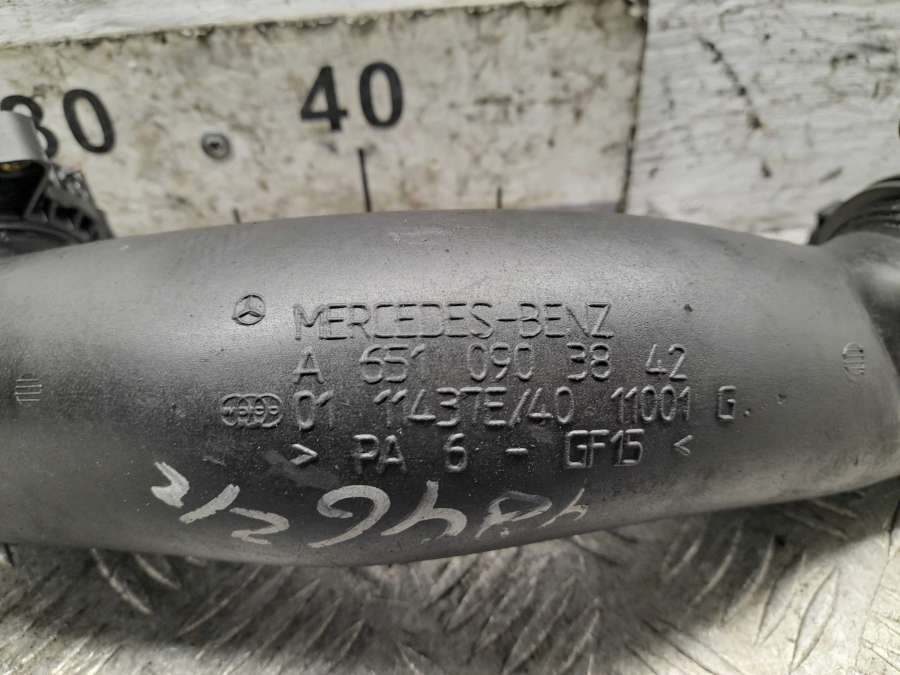 30 40
MERCEDES-BENZ
A 651 090 38 42
01 11437E/40 11001 G
> PA 6 - GF15 <